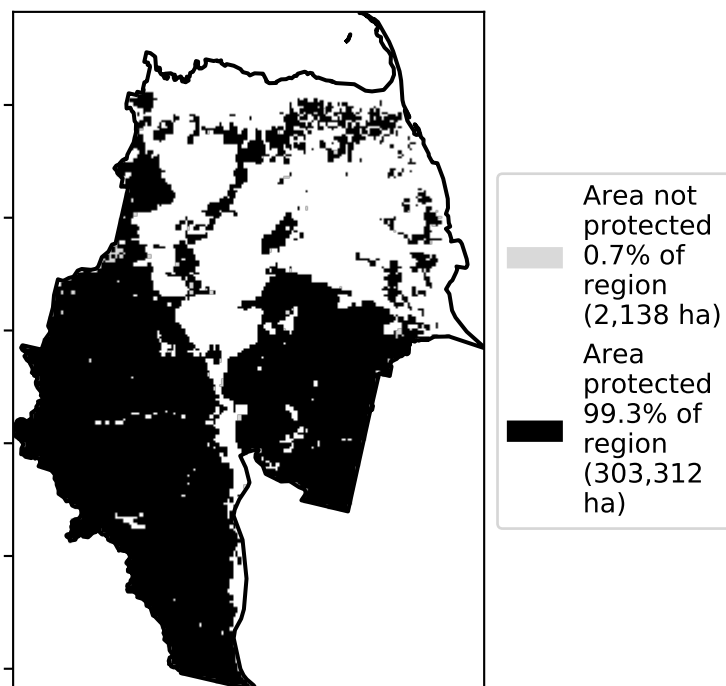 Area not
protected
0.7% of
region
(2,138 ha)
Area
protected
99.3% of
region
(303,312
ha)